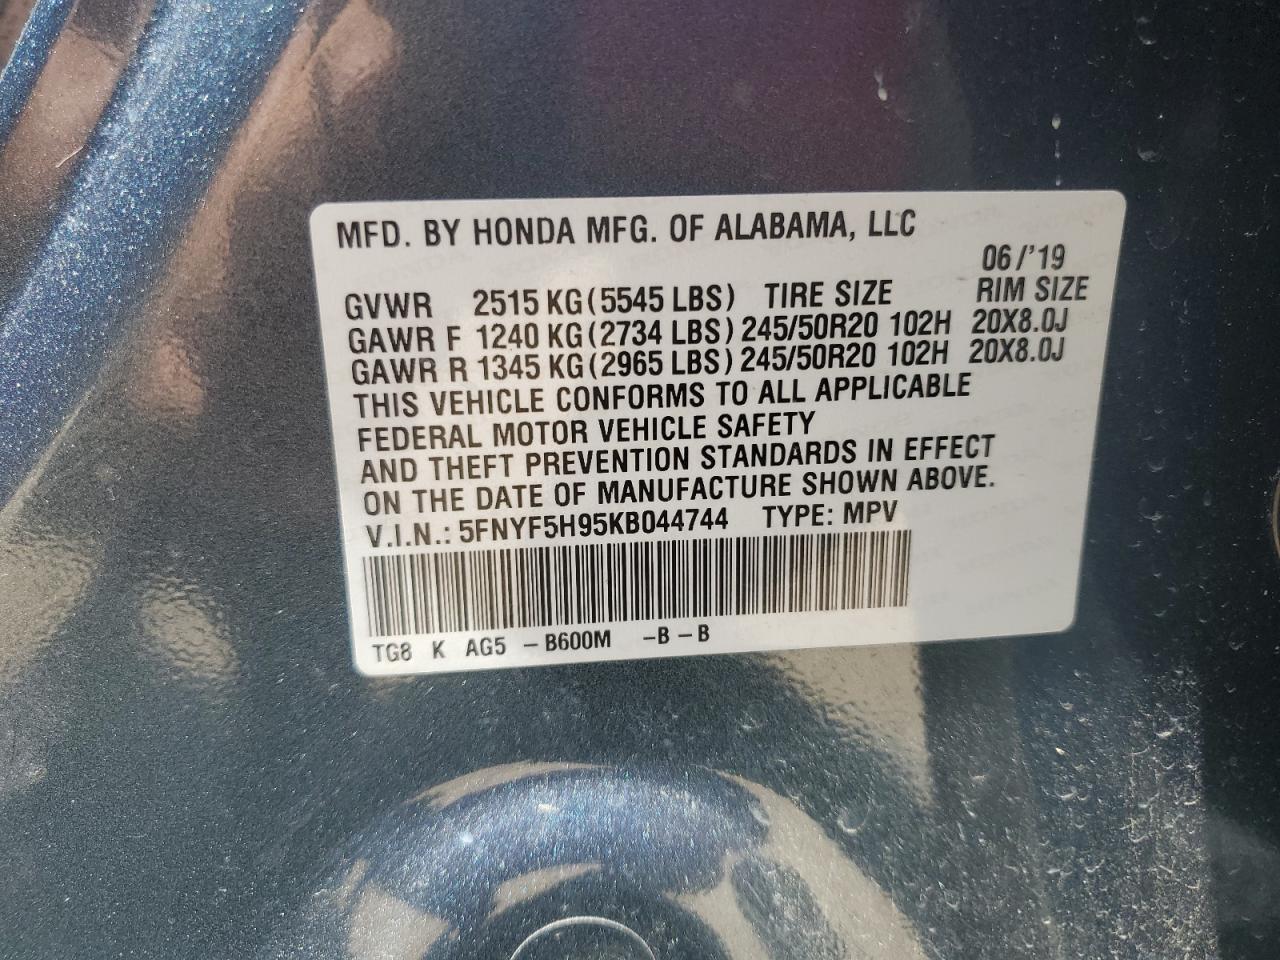 MFD. BY HONDA MFG. OF ALABAMA, LLC
06/'19
GVWR 2515 KG (5545 LBS) TIRE SIZE RIM SIZE
GAWR F 1240 KG (2734 LBS) 245/50R20 102H 20X8.0J
GAWR R 1345 KG (2965 LBS) 245/50R20 102H 20X8.0J
THIS VEHICLE CONFORMS TO ALL APPLICABLE
FEDERAL MOTOR VEHICLE SAFETY
AND THEFT PREVENTION STANDARDS IN EFFECT
ON THE DATE OF MANUFACTURE SHOWN ABOVE.
V.I.N.: 5FNYF5H95KB044744 TYPE: MPV
TG8 K AG5 – B600M –B – B